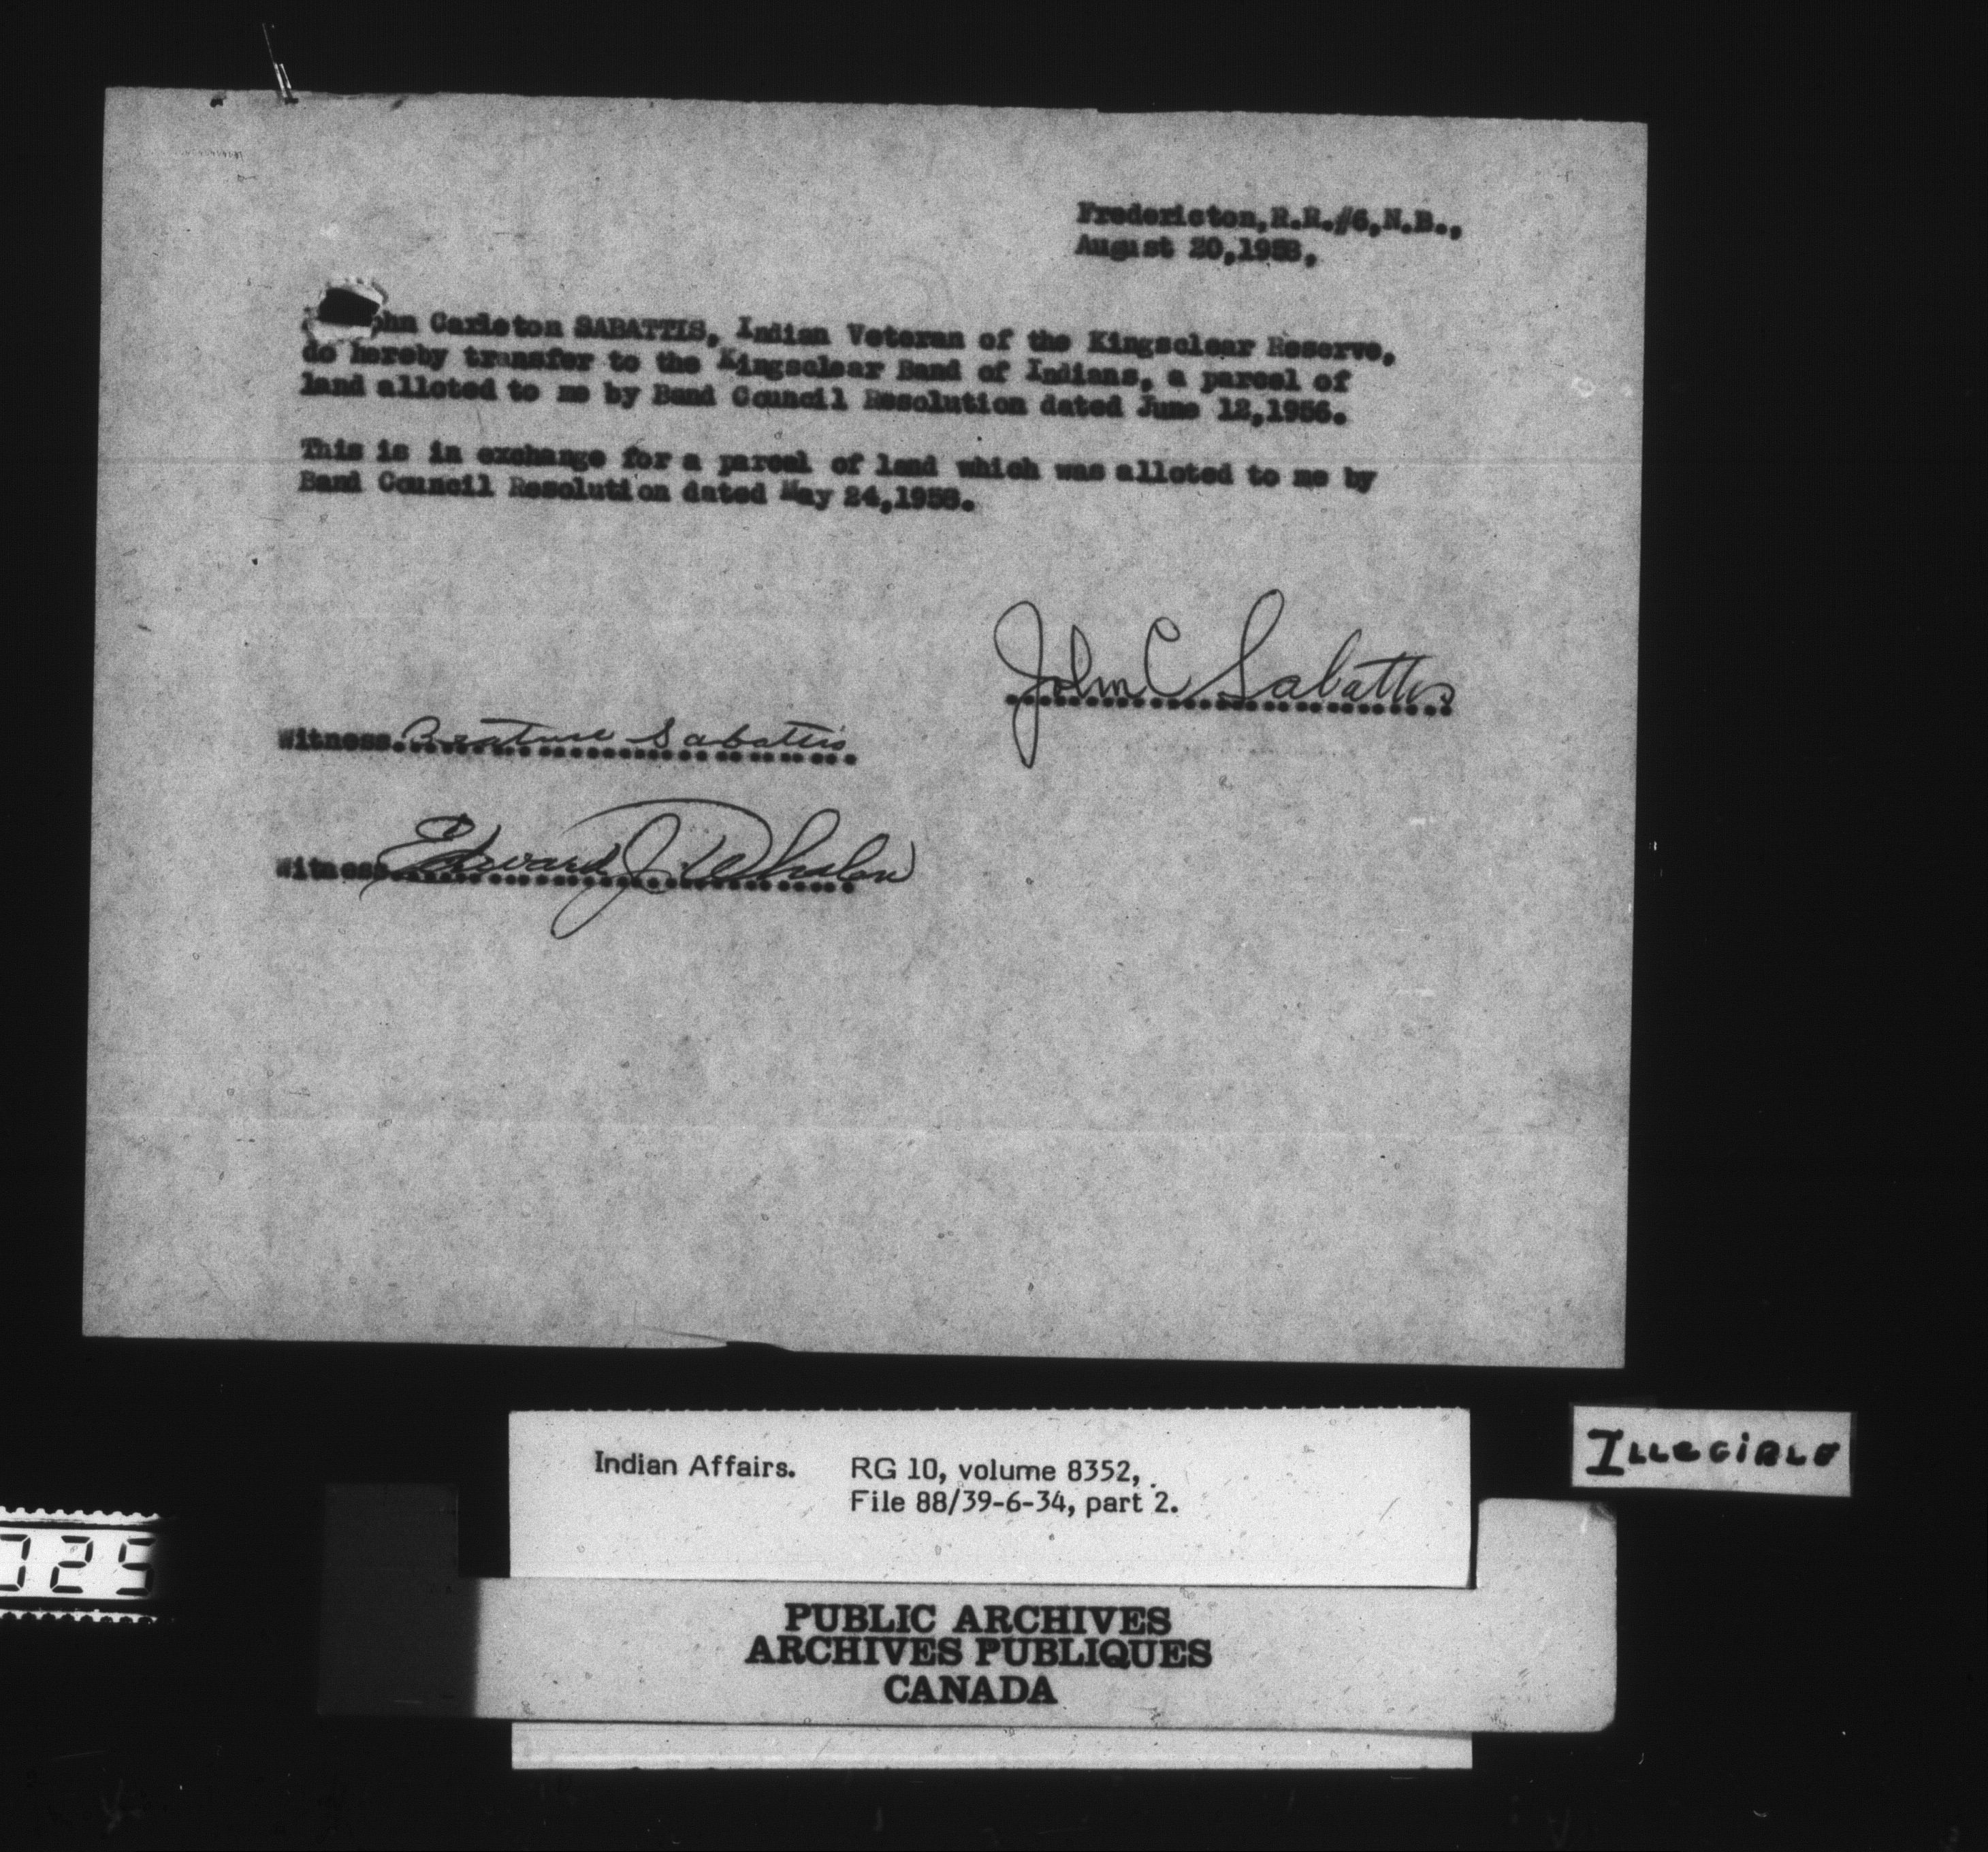 Fredericton,R.R.#6,N.B.,
August 20,1958.
ohn Carleton SABATTIS, Indian Veteran of the Kingsclear Reserve,
do hereby transfer to the Kingsclear Band of Indians, a parcel of
land alloted to me by Band Council Resolution dated June 12,1956.
This is in exchange for a parcel of land which was alloted to me by
Band Council Resolution dated May 24,1958.
John C Sabattis
Witness. Sabattis
Witness Edward J. Whalen
Indian Affairs. RG 10, volume 8352,
File 88/39-6-34, part 2.
ILLEGIBLE
025
PUBLIC ARCHIVES
ARCHIVES PUBLIQUES
CANADA